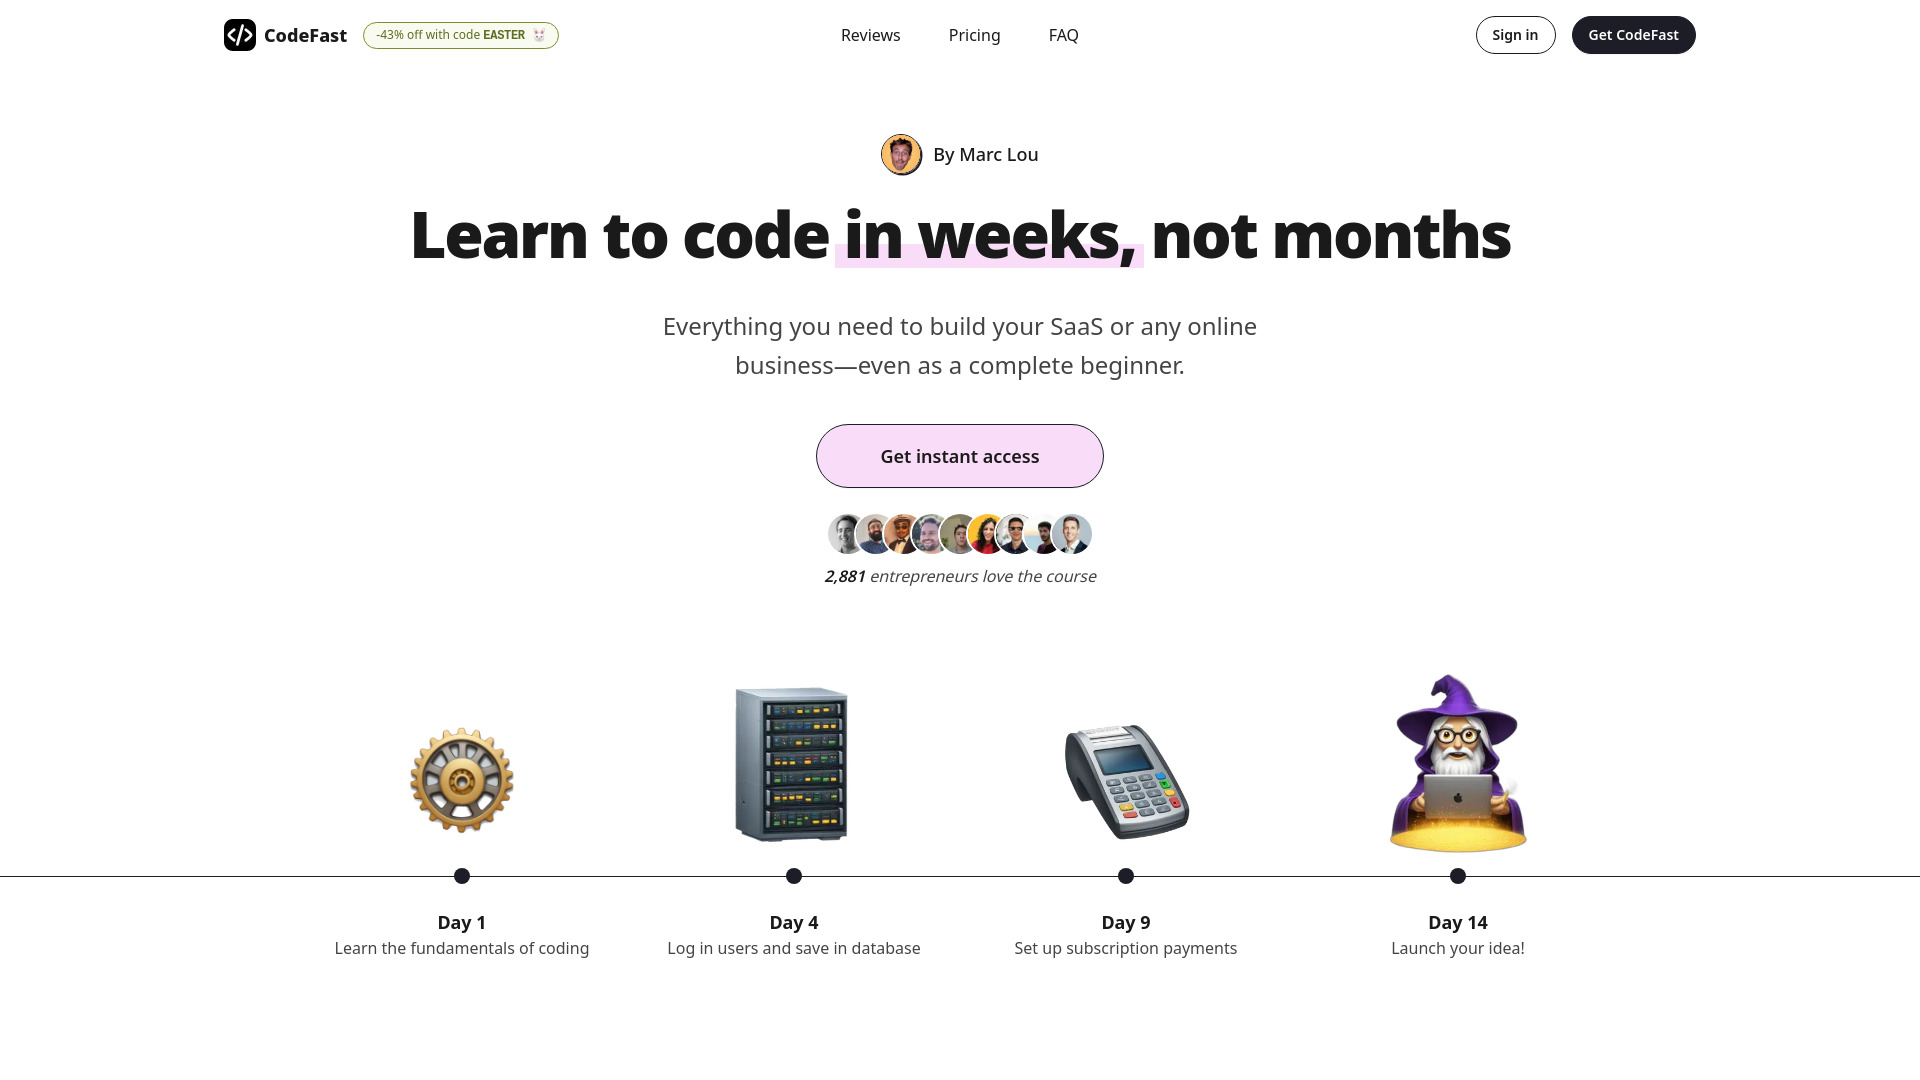 CodeFast
-43% off with code EASTER
Reviews
Pricing
FAQ
Sign in
Get CodeFast
By Marc Lou
Learn to code in weeks, not months
Everything you need to build your SaaS or any online
business—even as a complete beginner.
Get instant access
2,881 entrepreneurs love the course
Day 1
Learn the fundamentals of coding
Day 4
Log in users and save in database
Day 9
Set up subscription payments
Day 14
Launch your idea!